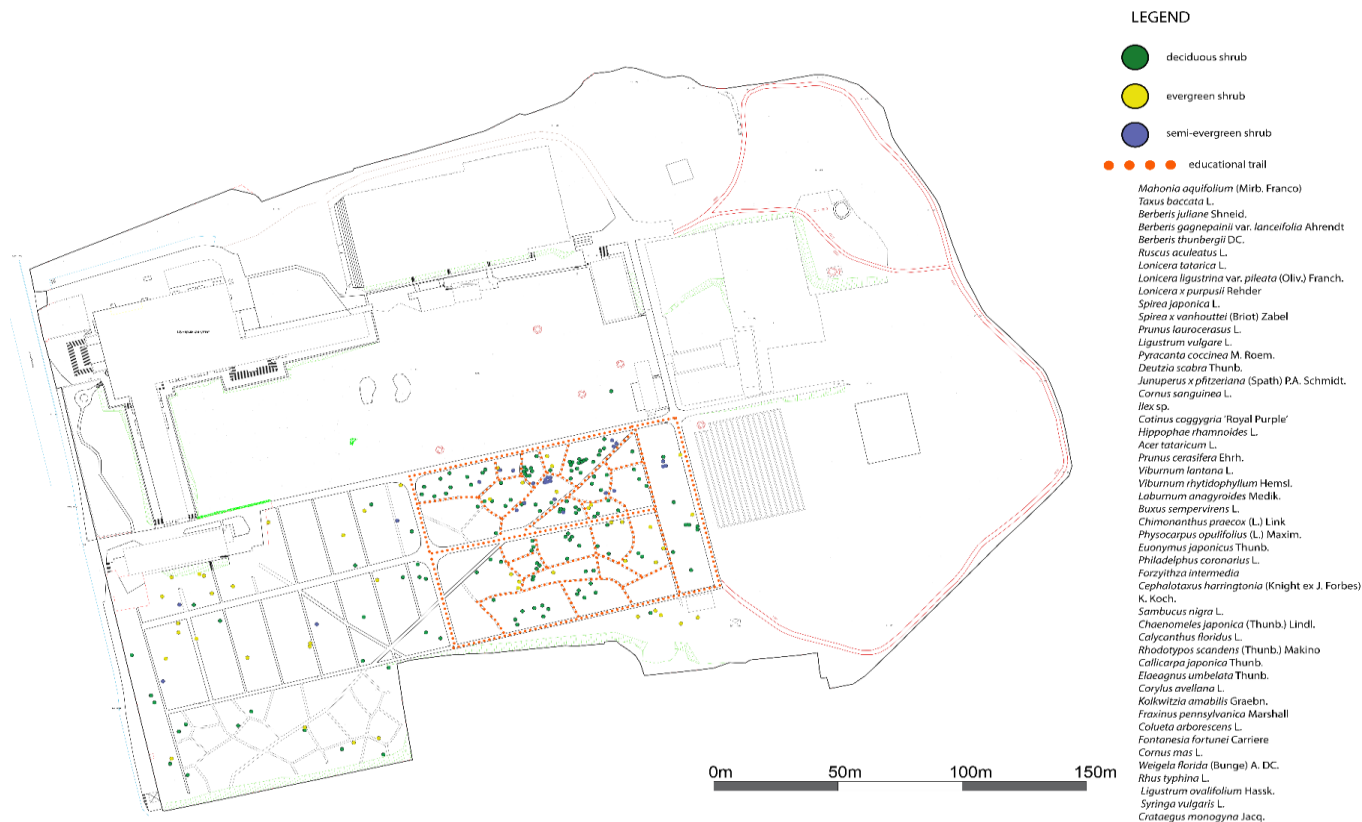 LEGEND
deciduous shrub
evergreen shrub
semi-evergreen shrub
educational trail
Mahonia aquifolium (Mirb. Franco)
Taxus baccata L.
Berberis juliane Shneid.
Berberis gagnepainii var. lanceifolia Ahrendt
Berberis thunbergii DC.
Ruscus aculeatus L.
Lonicera tatarica L.
Lonicera ligustrina var. pileata (Oliv.) Franch.
Lonicera x purpusii Rehder
Spirea japonica L.
Spirea x vanhouttei (Briot) Zabel
Prunus laurocerasus L.
Ligustrum vulgare L.
Pyracanta coccinea M. Roem.
Deutzia scabra Thunb.
Junuperus x pfitzeriana (Spath) P.A. Schmidt.
Cornus sanguinea L.
Ilex sp.
Cotinus coggygria 'Royal Purple'
Hippophae rhamnoides L.
Acer tataricum L.
Prunus cerasifera Ehrh.
Viburnum lantana L.
Viburnum rhytidophyllum Hemsl.
Laburnum anagyroides Medik.
Buxus sempervirens L.
Chimonanthus praecox (L.) Link
Physocarpus opulifolius (L.) Maxim.
Euonymus japonicus Thunb.
Philadelphus coronarius L.
Forzyithza intermedia
Cephalotaxus harringtonia (Knight ex J. Forbes)
K. Koch.
Sambucus nigra L.
Chaenomeles japonica (Thunb.) Lindl.
Calycanthus floridus L.
Rhodotypos scandens (Thunb.) Makino
Callicarpa japonica Thunb.
Elaeagnus umbelata Thunb.
Corylus avellana L.
Kolkwitzia amabilis Graebn.
Fraxinus pennsylvanica Marshall
Colueta arborescens L.
Fontanesia fortunei Carriere
Cornus mas L.
Weigela florida (Bunge) A. DC.
Rhus typhina L.
Ligustrum ovalifolium Hassk.
Syringa vulgaris L.
Crataegus monogyna Jacq.
0m 50m 100m 150m